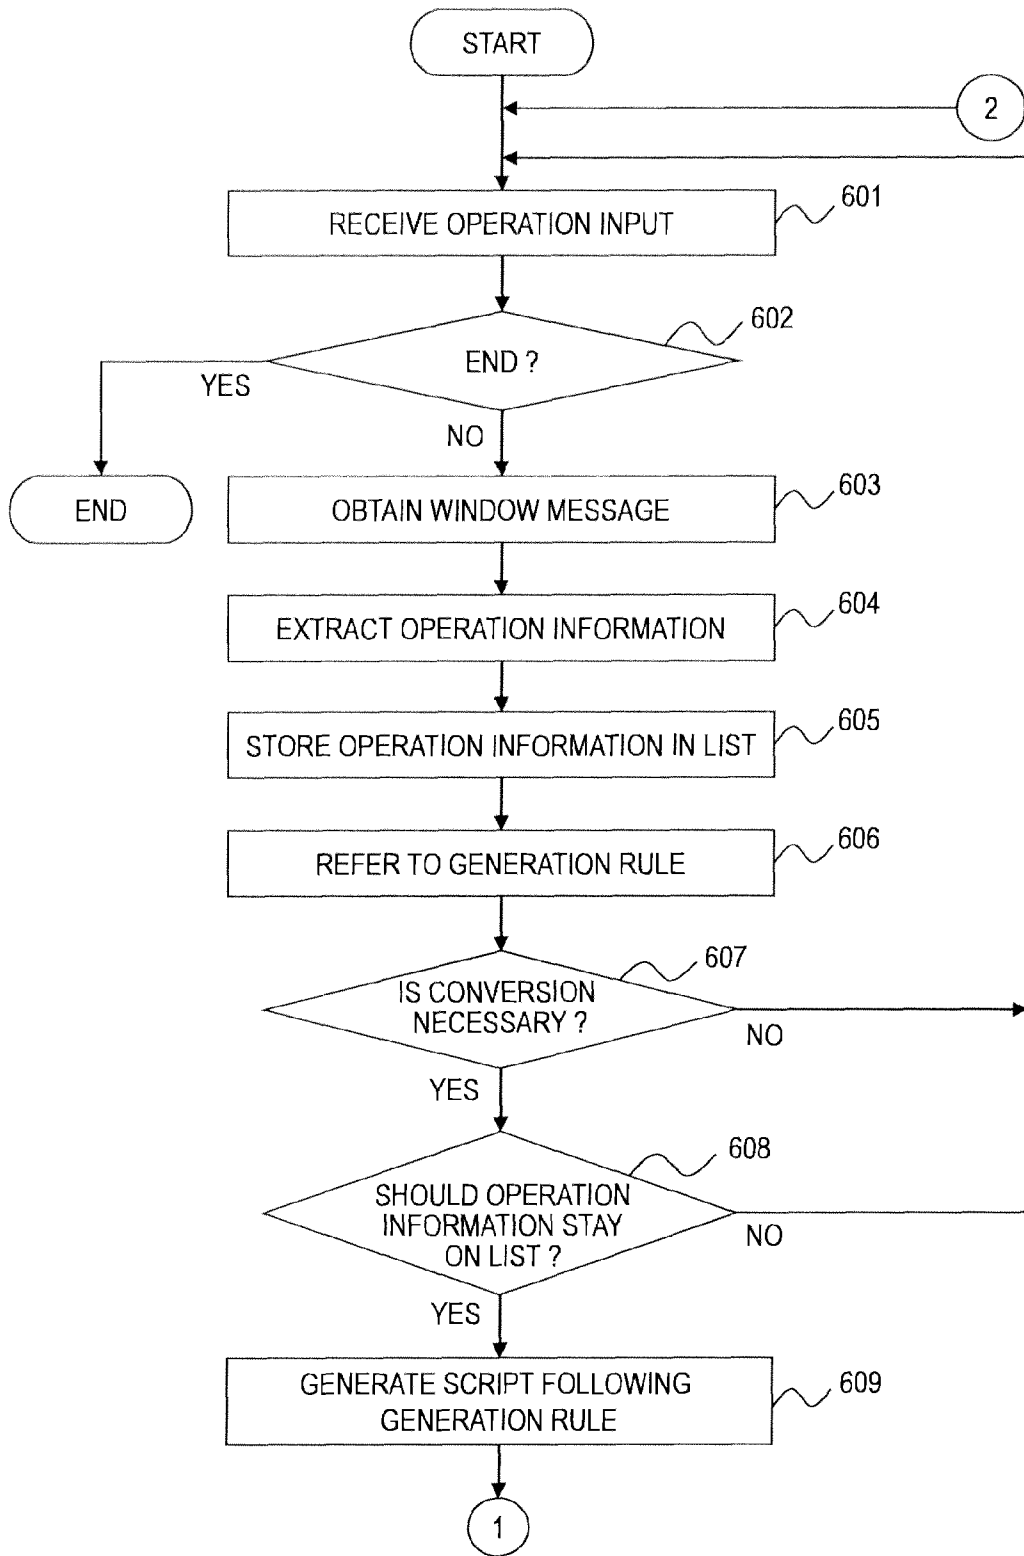 START
2
601
RECEIVE OPERATION INPUT
602
END ?
YES
NO
603
END
OBTAIN WINDOW MESSAGE
604
EXTRACT OPERATION INFORMATION
605
STORE OPERATION INFORMATION IN LIST
606
REFER TO GENERATION RULE
607
IS CONVERSION
NECESSARY ?
NO
YES
608
SHOULD OPERATION
INFORMATION STAY
ON LIST ?
NO
YES
609
GENERATE SCRIPT FOLLOWING
GENERATION RULE
1